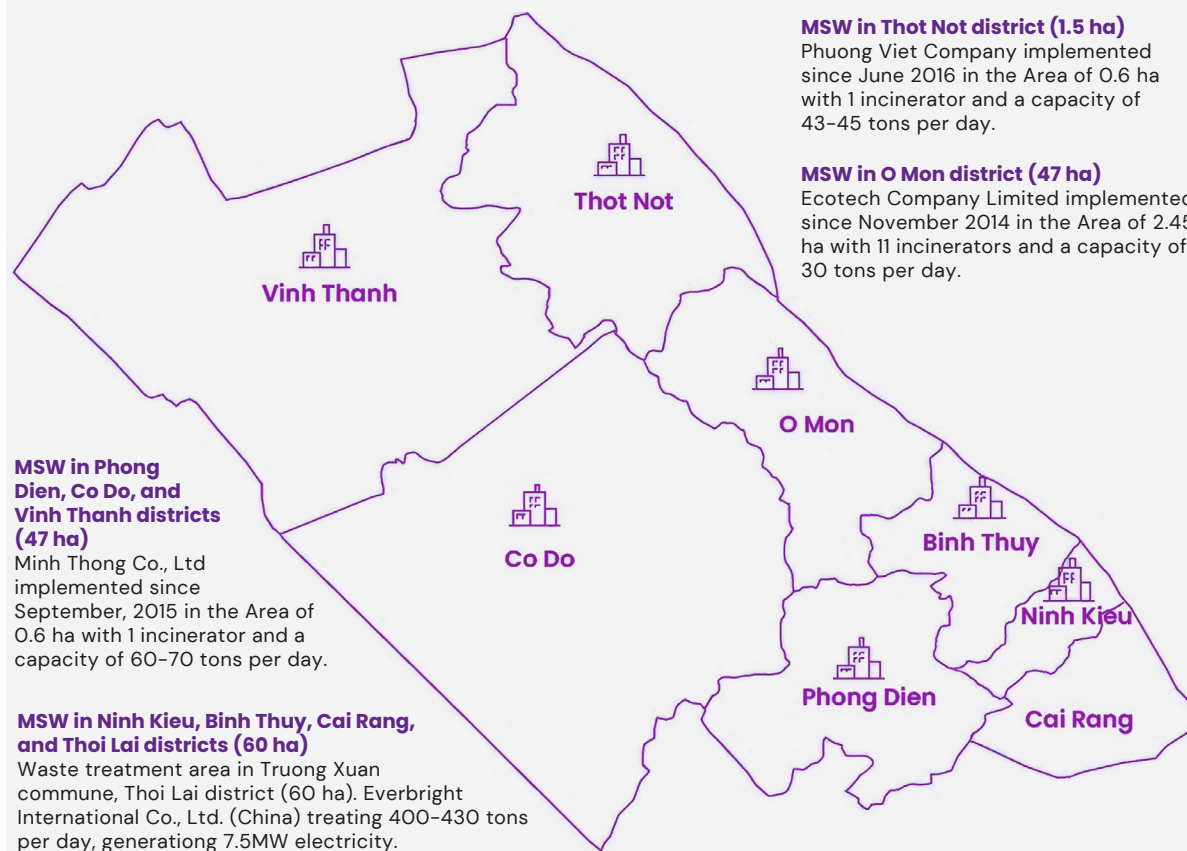 MSW in Thot Not district (1.5 ha)
Phuong Viet Company implemented
since June 2016 in the Area of 0.6 ha
with 1 incinerator and a capacity of
43-45 tons per day.
MSW in O Mon district (47 ha)
Ecotech Company Limited implemented
since November 2014 in the Area of 2.45
ha with 11 incinerators and a capacity of
30 tons per day.
Thot Not
Vinh Thanh
O Mon
MSW in Phong
Dien, Co Do, and
Vinh Thanh districts
(47 ha)
Minh Thong Co., Ltd
implemented since
September, 2015 in the Area of
0.6 ha with 1 incinerator and a
capacity of 60-70 tons per day.
Co Do
Binh Thuy
Ninh Kieu
Phong Dien
Cai Rang
MSW in Ninh Kieu, Binh Thuy, Cai Rang,
and Thoi Lai districts (60 ha)
Waste treatment area in Truong Xuan
commune, Thoi Lai district (60 ha). Everbright
International Co., Ltd. (China) treating 400-430 tons
per day, generationg 7.5MW electricity.